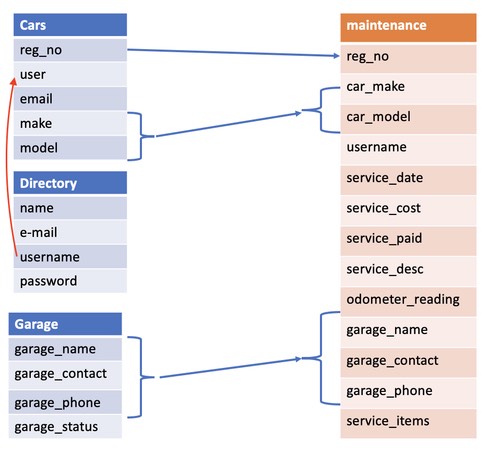 Cars
reg_no
user
email
make
model
Directory
name
e-mail
username
password
Garage
garage_name
garage_contact
garage_phone
garage_status
maintenance
reg_no
car_make
car_model
username
service_date
service_cost
service_paid
service_desc
odometer_reading
garage_name
garage_contact
garage_phone
service_items